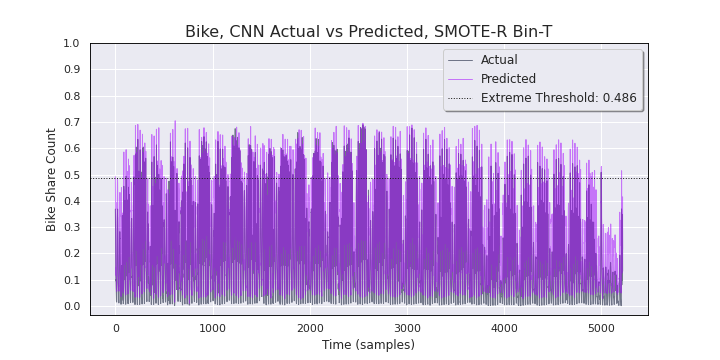 Bike, CNN Actual vs Predicted, SMOTE-R Bin-T
1.0
0.9
0.8
0.7
0.6
0.5
0.4
0.3
0.2
0.1
0.0
Bike Share Count
Actual
Predicted
Extreme Threshold: 0.486
0 1000 2000 3000 4000 5000
Time (samples)